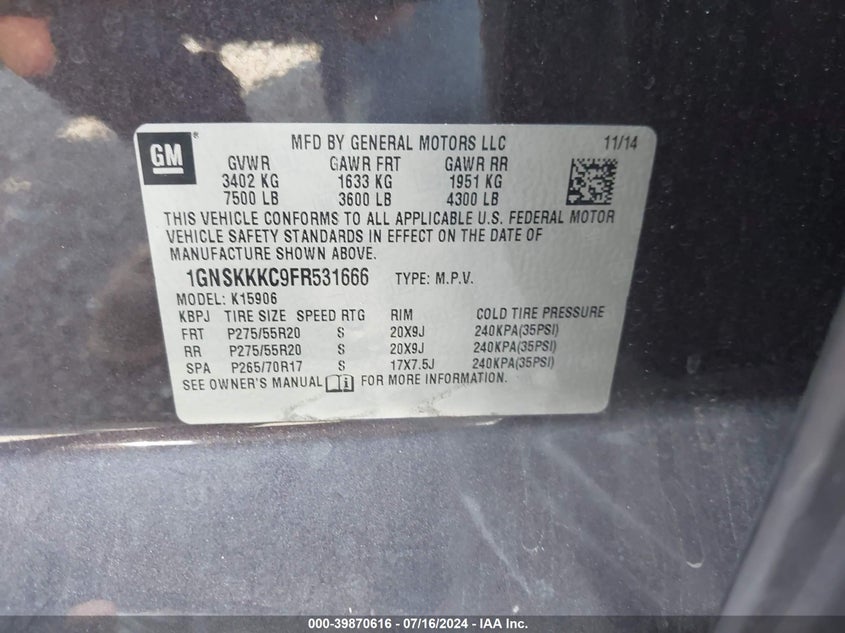 GM
MFD BY GENERAL MOTORS LLC 11/14
GVWR GAWR FRT GAWR RR
3402 KG 1633 KG 1951 KG
7500 LB 3600 LB 4300 LB
THIS VEHICLE CONFORMS TO ALL APPLICABLE U.S. FEDERAL MOTOR
VEHICLE SAFETY STANDARDS IN EFFECT ON THE DATE OF
MANUFACTURE SHOWN ABOVE.
1GNSKKKC9FR531666 TYPE: M.P.V.
MODEL: K15906
KBPJ TIRE SIZE SPEED RTG RIM COLD TIRE PRESSURE
FRT P275/55R20 S 20X9J 240KPA(35PSI)
RR P275/55R20 S 20X9J 240KPA(35PSI)
SPA P265/70R17 S 17X7.5J 240KPA(35PSI)
SEE OWNER'S MANUAL FOR MORE INFORMATION.
000-39870616 - 07/16/2024 - IAA Inc.